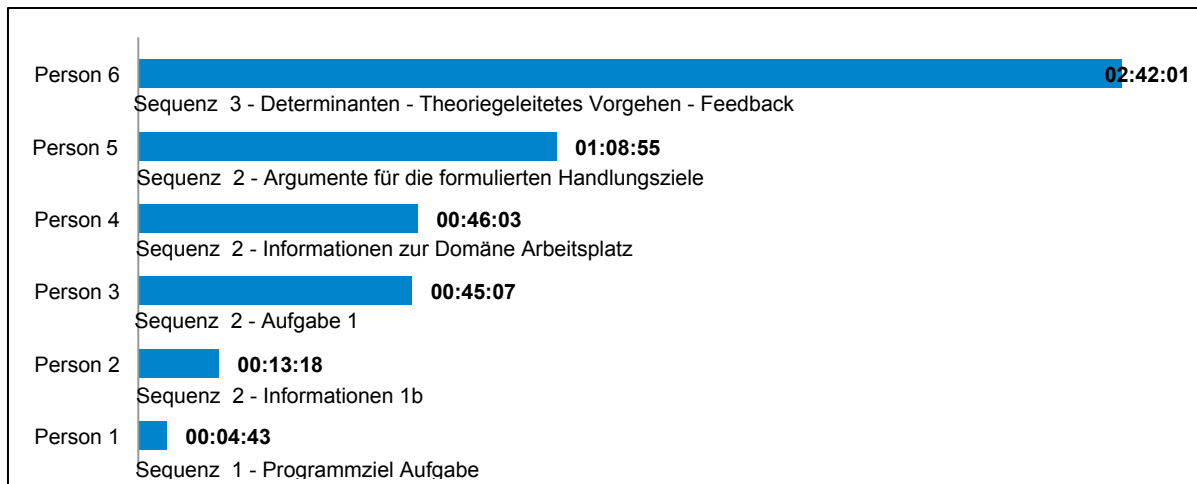 Person 6 02:42:01
Sequenz 3 - Determinanten - Theoriegeleitetes Vorgehen - Feedback
Person 5 01:08:55
Sequenz 2 - Argumente für die formulierten Handlungsziele
Person 4 00:46:03
Sequenz 2 - Informationen zur Domäne Arbeitsplatz
Person 3 00:45:07
Sequenz 2 - Aufgabe 1
Person 2 00:13:18
Sequenz 2 - Informationen 1b
Person 1 00:04:43
Sequenz 1 - Programmziel Aufgabe